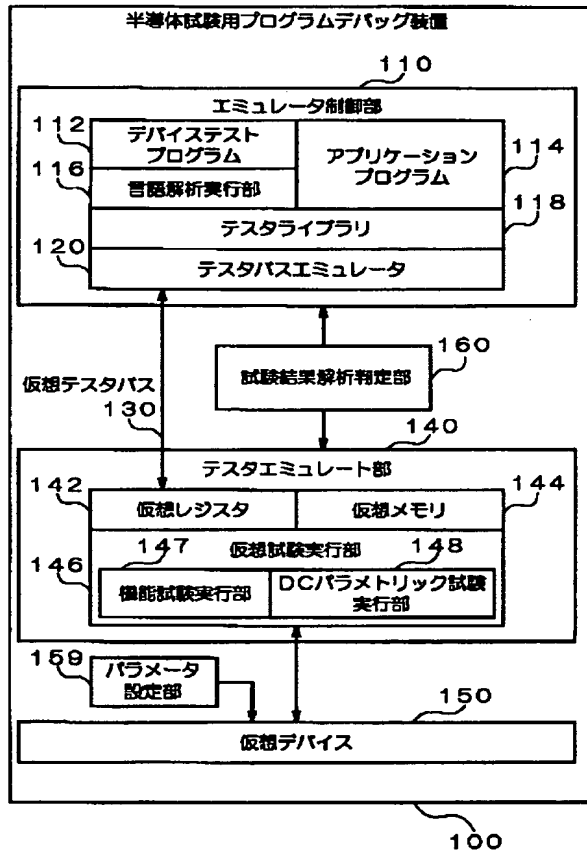 半導体試験用プログラムデバッグ装置
110
エミュレータ制御部
112
デバイステスト
プログラム
アプリケーション
プログラム
114
116
言語解析実行部
118
テスタライブラリ
120
テスタバスエミュレータ
160
試験結果解析判定部
仮想テスタバス
130
140
テスタエミュレート部
142
仮想レジスタ
仮想メモリ
144
仮想試験実行部
146
147
148
機能試験実行部
DCパラメトリック試験
実行部
159
パラメータ
設定部
150
仮想デバイス
100